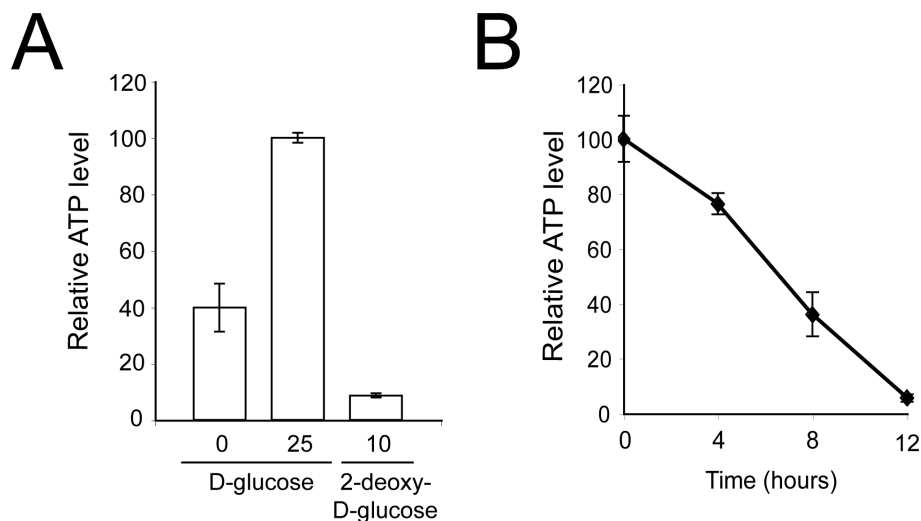 A
Relative ATP level
120
100
80
60
40
20
0
0 25 10
D-glucose 2-deoxy-
D-glucose
B
Relative ATP level
120
100
80
60
40
20
0
0 4 8 12
Time (hours)